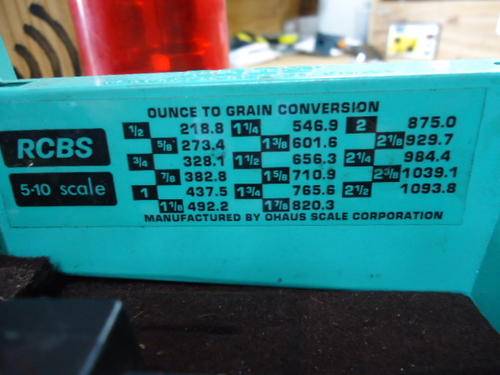 OUNCE TO GRAIN CONVERSION
RCBS
5-10 scale
1/2 218.8 1 1/4 546.9 2 875.0
5/8 273.4 1 3/8 601.6 2 1/8 929.7
3/4 328.1 1 1/2 656.3 2 1/4 984.4
7/8 382.8 1 5/8 710.9 2 3/8 1039.1
1 437.5 1 3/4 765.6 2 1/2 1093.8
1 1/8 492.2 1 7/8 820.3
MANUFACTURED BY OHAUS SCALE CORPORATION